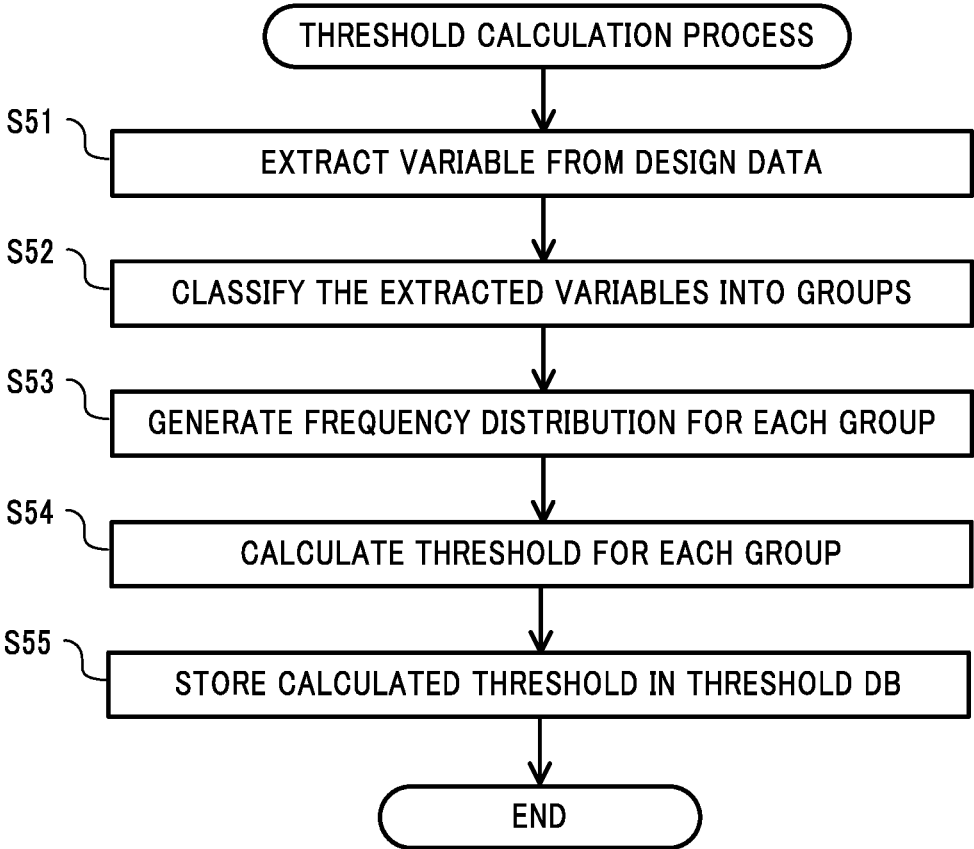 THRESHOLD CALCULATION PROCESS
S51
EXTRACT VARIABLE FROM DESIGN DATA
S52
CLASSIFY THE EXTRACTED VARIABLES INTO GROUPS
S53
GENERATE FREQUENCY DISTRIBUTION FOR EACH GROUP
S54
CALCULATE THRESHOLD FOR EACH GROUP
S55
STORE CALCULATED THRESHOLD IN THRESHOLD DB
END